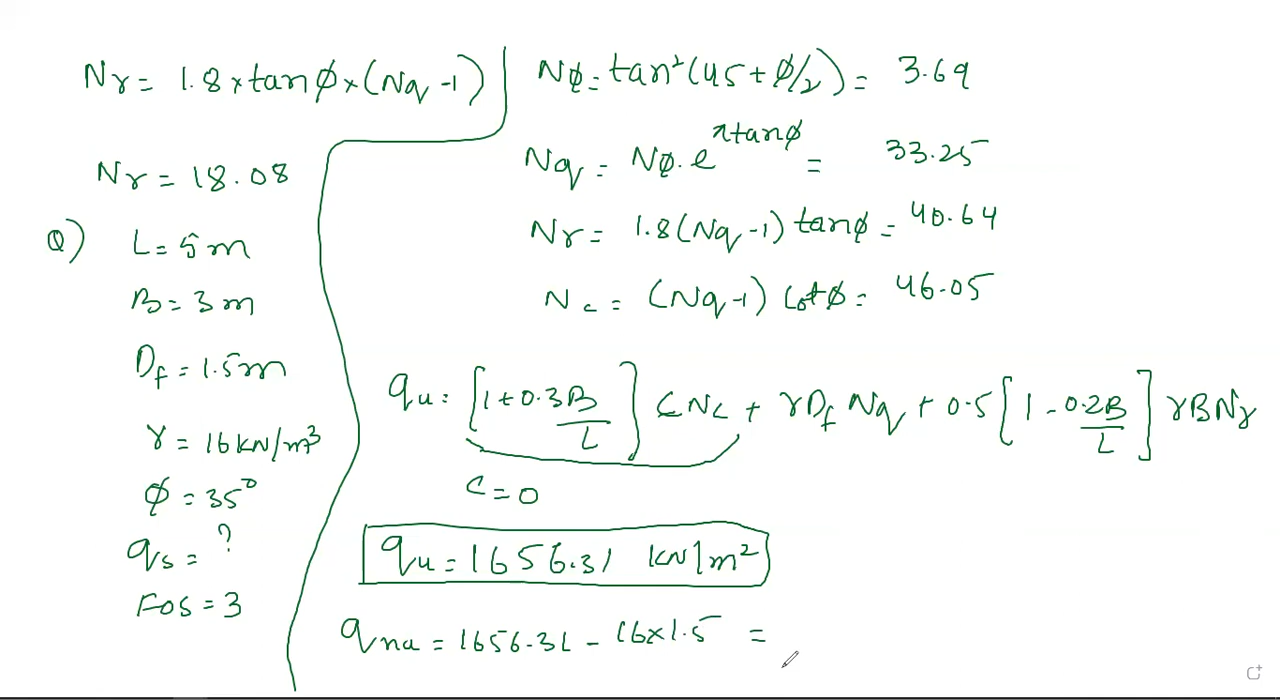 Nγ = 1.8 × tanφ × (Nq - 1)
Nγ = 18.08
Q) L = 5 m
B = 3 m
Df = 1.5 m
γ = 16 kN/m³
φ = 35°
qs = ?
FOS = 3
Nφ = tan²(45 + φ/2) = 3.69
Nq = Nφ. e^πtanφ = 33.25
Nγ = 1.8 (Nq - 1) tanφ = 40.64
Nc = (Nq - 1) cotφ = 46.05
qu = [1 + 0.3B/L] CNc + γDf Nq + 0.5 [1 - 0.2B/L] γBNγ
C = 0
qu = 1656.31 kN/m²
qnu = 1656.31 - 16×1.5 =